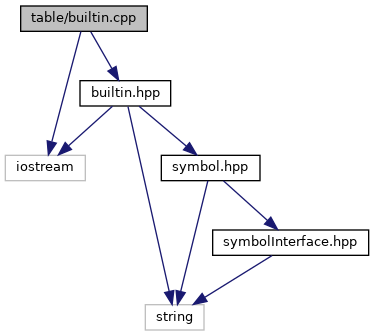 table/builtin.cpp
builtin.hpp
iostream
symbol.hpp
symbolInterface.hpp
string